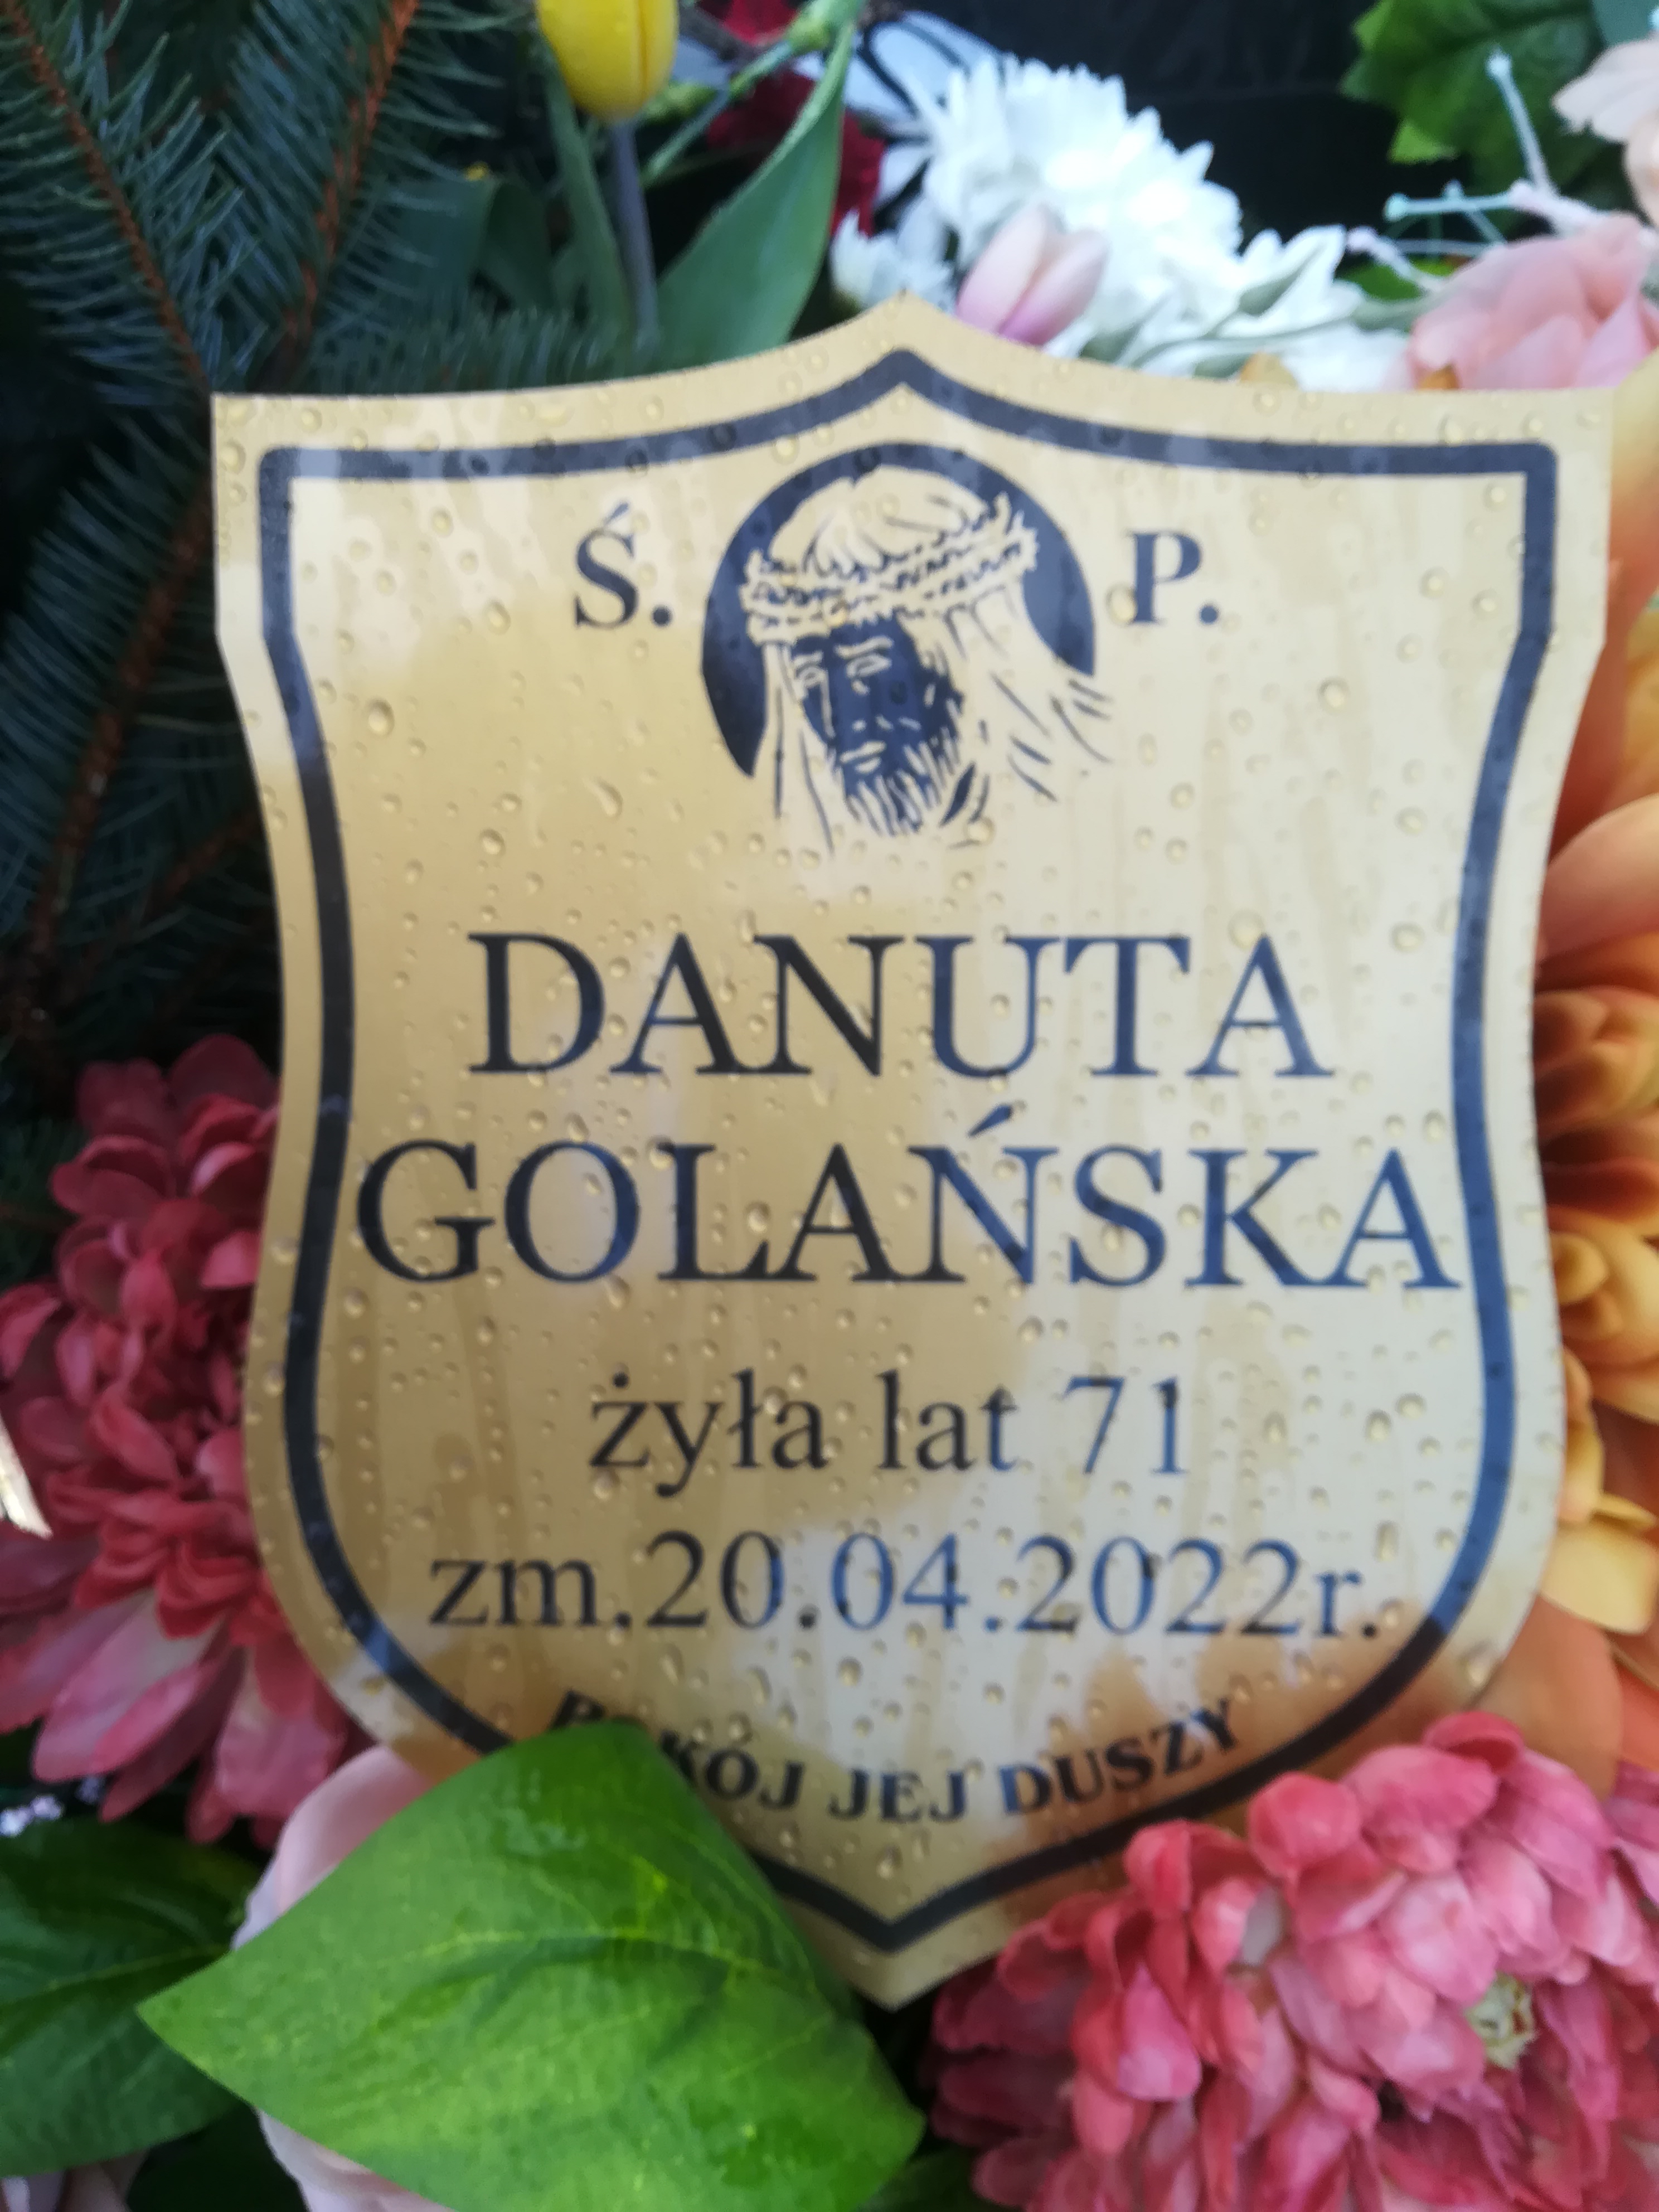 Ś. P.
DANUTA
GOLAŃSKA
żyła lat 71
zm.20.04.2022r.
JEJ DUSZY